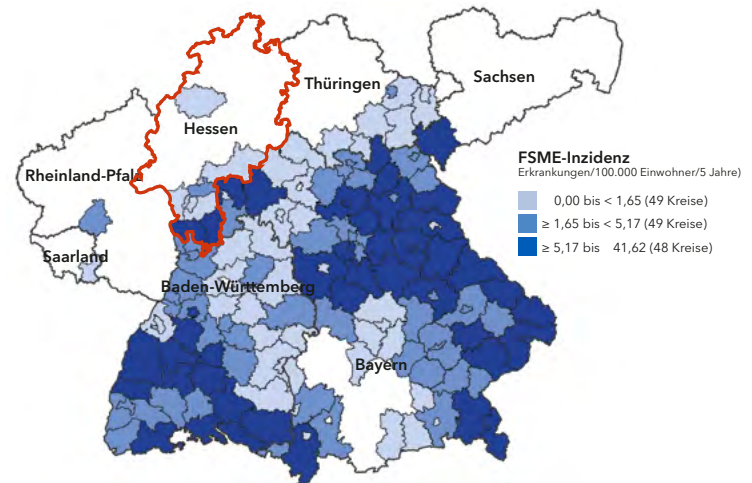 Thüringen
Sachsen
Hessen
Rheinland-Pfalz
Saarland
Baden-Württemberg
Bayern
FSME-Inzidenz
Erkrankungen/100.000 Einwohner/5 Jahre)
0,00 bis < 1,65 (49 Kreise)
≥ 1,65 bis < 5,17 (49 Kreise)
≥ 5,17 bis 41,62 (48 Kreise)